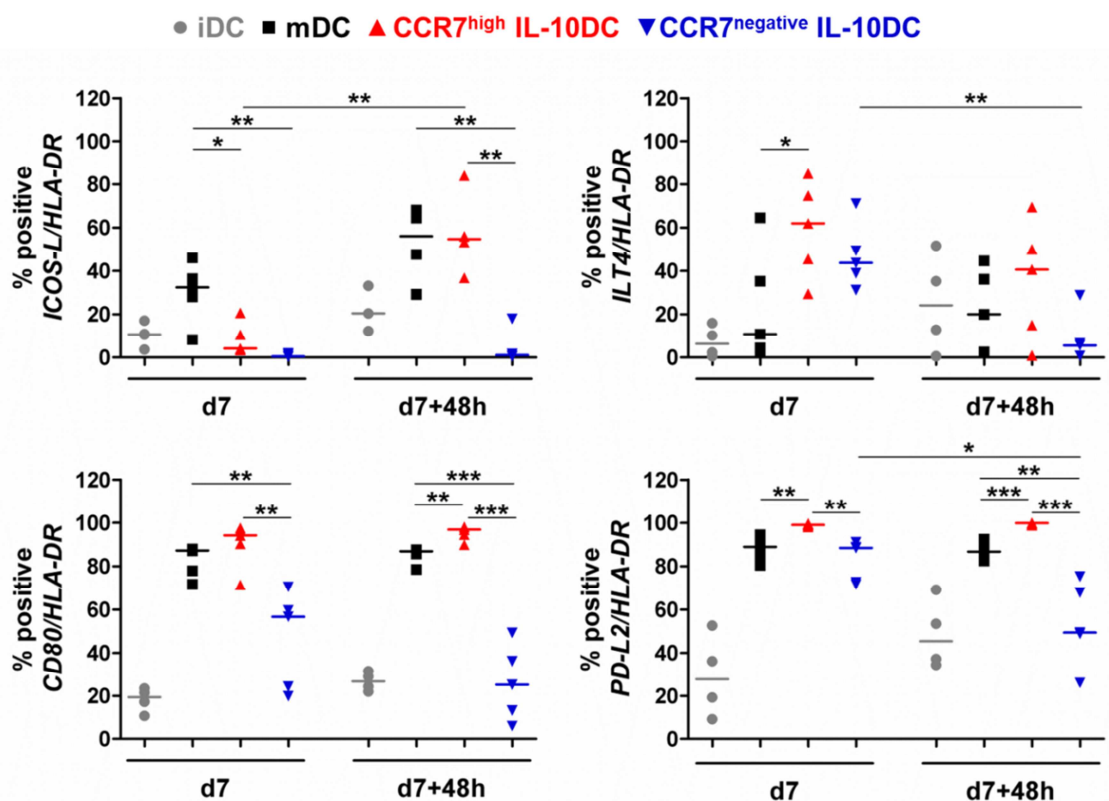 iDC mDC CCR7high IL-10DC CCR7negative IL-10DC
% positive
ICOS-L/HLA-DR
120
100
80
60
40
20
0
**
**
*
**
**
d7
d7+48h
% positive
ILT4/HLA-DR
120
100
80
60
40
20
0
*
**
d7
d7+48h
% positive
CD80/HLA-DR
120
100
80
60
40
20
0
**
**
***
**
***
d7
d7+48h
% positive
PD-L2/HLA-DR
120
100
80
60
40
20
0
*
**
**
**
***
***
d7
d7+48h